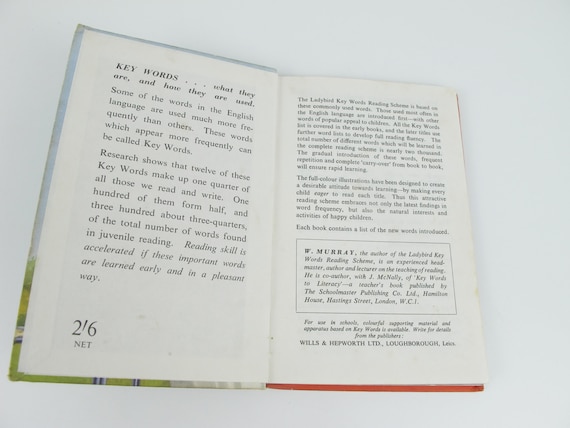 KEY WORDS . . . what they
are, and how they are used.
Some of the words in the English
language are used much more fre-
quently than others. These words
which appear more frequently can
be called Key Words.
Research shows that twelve of these
Key Words make up one quarter of
all those we read and write. One
hundred of them form half, and
three hundred about three-quarters,
of the total number of words found
in juvenile reading. Reading skill is
accelerated if these important words
are learned early and in a pleasant
way.
2/6
NET
The Ladybird Key Words Reading Scheme is based on
these commonly used words. Those used most often in
the English language are introduced first—with other
words of popular appeal to children. All the Key Words
list is covered in the early books, and the later titles use
further word lists to develop full reading fluency. The
total number of different words which will be learned in
the complete reading scheme is nearly two thousand.
The gradual introduction of these words, frequent
repetition and complete 'carry-over' from book to book,
will ensure rapid learning.
The full-colour illustrations have been designed to create
a desirable attitude towards learning—by making every
child eager to read each title. Thus this attractive
reading scheme embraces not only the latest findings in
word frequency, but also the natural interests and
activities of happy children.
Each book contains a list of the new words introduced.
W. MURRAY, the author of the Ladybird Key
Words Reading Scheme, is an experienced head-
master, author and lecturer on the teaching of reading.
He is co-author, with J. McNally, of 'Key Words
to Literacy'—a teacher's book published by
The Schoolmaster Publishing Co. Ltd., Hamilton
House, Hastings Street, London, W.C.1.
For use in schools, colourful supporting material and
apparatus based on Key Words is available. Write for details
from the publishers:
WILLS & HEPWORTH LTD., LOUGHBOROUGH, Leics.